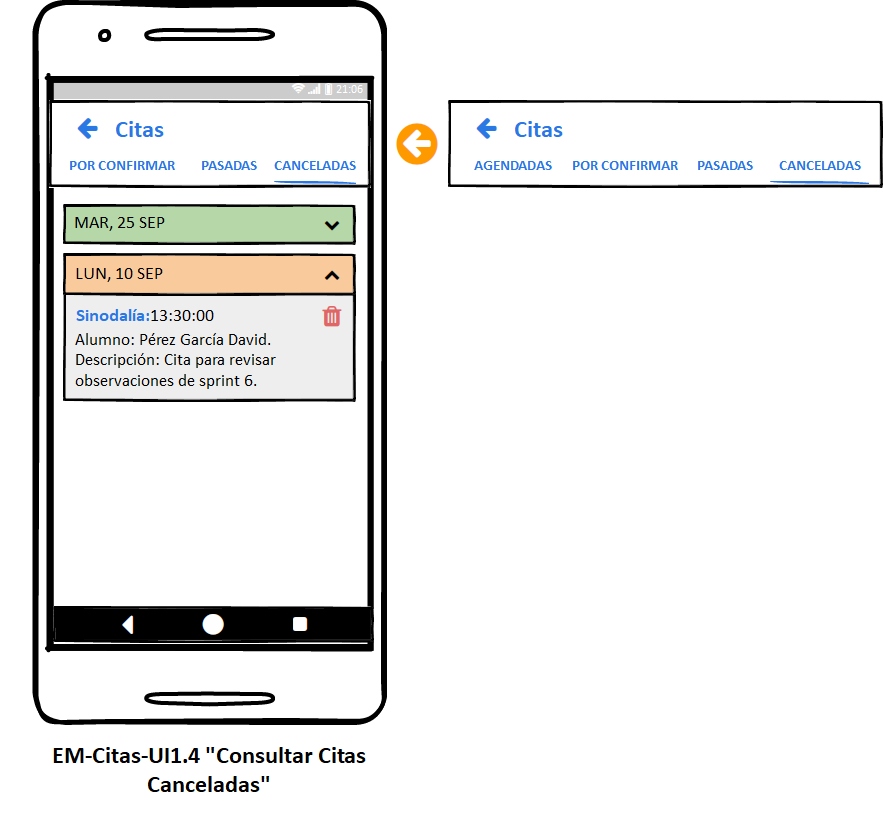 21:06
Citas
POR CONFIRMAR PASADAS CANCELADAS
MAR, 25 SEP
LUN, 10 SEP
Sinodalía:13:30:00
Alumno: Pérez García David.
Descripción: Cita para revisar
observaciones de sprint 6.
Citas
AGENDADAS POR CONFIRMAR PASADAS CANCELADAS
EM-Citas-UI1.4 "Consultar Citas
Canceladas"